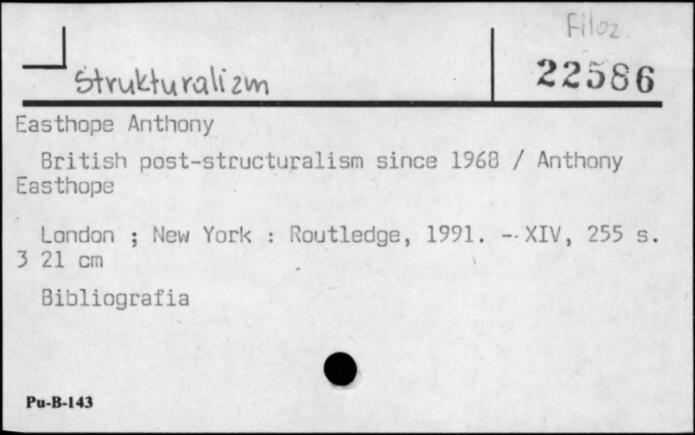 Filoz.
Strukturalizm
22586
Easthope Anthony
British post-structuralism since 1968 / Anthony
Easthope
London ; New York : Routledge, 1991. - XIV, 255 s.
3 21 cm
Bibliografia
Pu-B-143